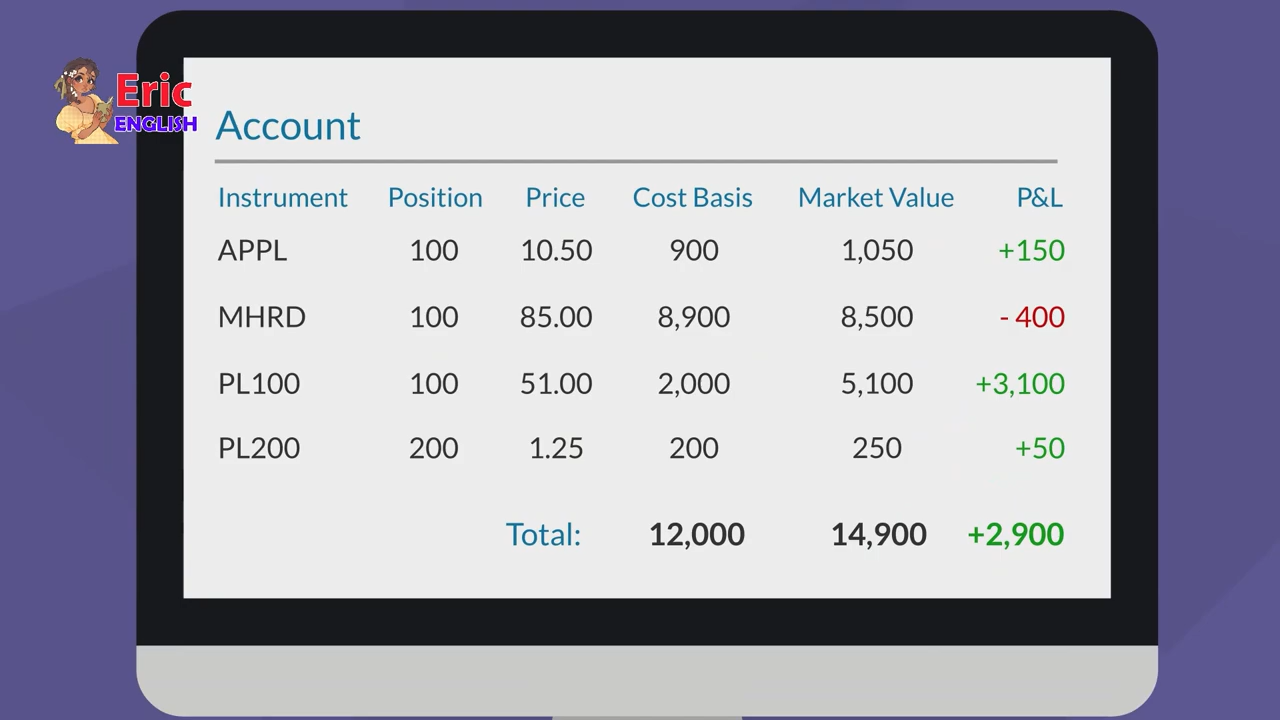 Eric
ENGLISH
Account
Instrument Position Price Cost Basis Market Value P&L
APPL 100 10.50 900 1,050 +150
MHRD 100 85.00 8,900 8,500 - 400
PL100 100 51.00 2,000 5,100 +3,100
PL200 200 1.25 200 250 +50
Total: 12,000 14,900 +2,900